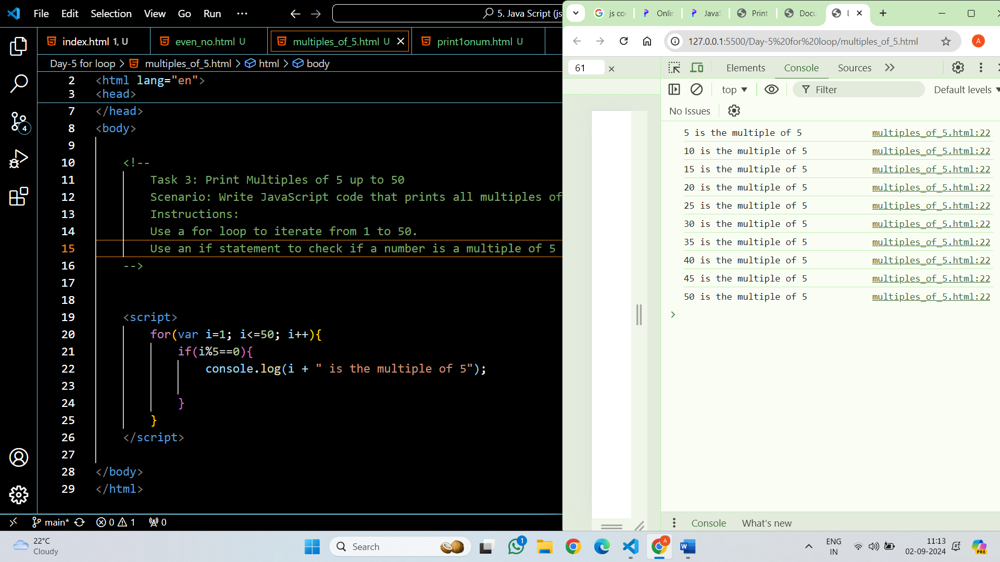 File Edit Selection View Go Run ··· 5. Java Script (js
index.html 1, U even_no.html U multiples_of_5.html U print1onum.html U
Day-5 for loop > multiples_of_5.html > html > body
2 <html lang="en">
3 <head>
7 </head>
8 <body>
9
10 <!--
11 Task 3: Print Multiples of 5 up to 50
12 Scenario: Write JavaScript code that prints all multiples of
13 Instructions:
14 Use a for loop to iterate from 1 to 50.
15 Use an if statement to check if a number is a multiple of 5
16 -->
17
18
19 <script>
20 for(var i=1; i<=50; i++){
21 if(i%5==0){
22 console.log(i + " is the multiple of 5");
23
24 }
25 }
26 </script>
27
28 </body>
29 </html>
4
main* 0 1 0
js co Onlin JavaS Print Docu
127.0.0.1:5500/Day-5%20for%20loop/multiples_of_5.html A
61 × Elements Console Sources
top Filter Default levels
No Issues
5 is the multiple of 5 multiples_of_5.html:22
10 is the multiple of 5 multiples_of_5.html:22
15 is the multiple of 5 multiples_of_5.html:22
20 is the multiple of 5 multiples_of_5.html:22
25 is the multiple of 5 multiples_of_5.html:22
30 is the multiple of 5 multiples_of_5.html:22
35 is the multiple of 5 multiples_of_5.html:22
40 is the multiple of 5 multiples_of_5.html:22
45 is the multiple of 5 multiples_of_5.html:22
50 is the multiple of 5 multiples_of_5.html:22
>
Console What's new
22°C
Cloudy
Search
1
A
ENG
IN
11:13
02-09-2024
PRE